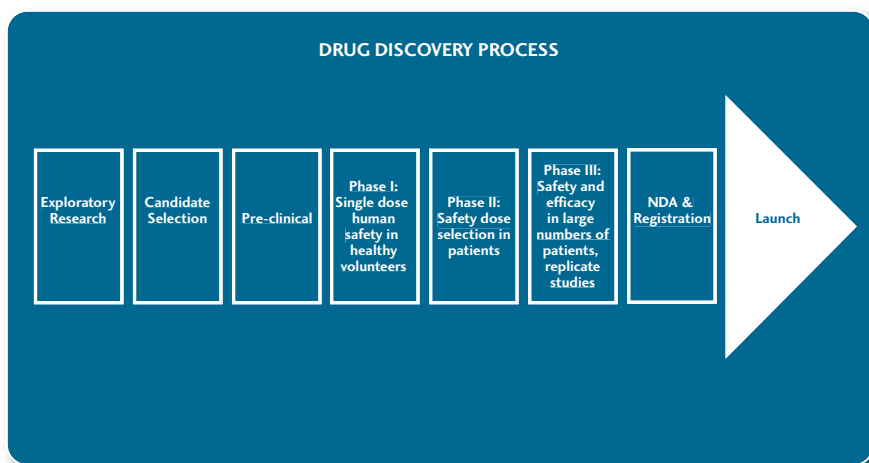 DRUG DISCOVERY PROCESS
Exploratory
Research
Candidate
Selection
Pre-clinical
Phase I:
Single dose
human
safety in
healthy
volunteers
Phase II:
Safety dose
selection in
patients
Phase III:
Safety and
efficacy
in large
numbers of
patients,
replicate
studies
NDA &
Registration
Launch